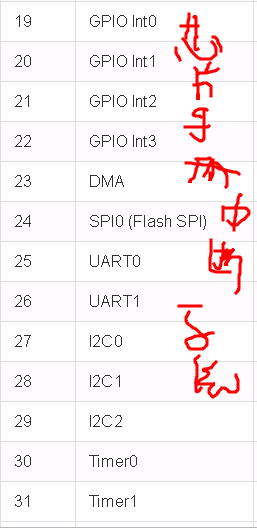 19 GPIO Int0
20 GPIO Int1
21 GPIO Int2
22 GPIO Int3
23 DMA
24 SPI0 (Flash SPI)
25 UART0
26 UART1
27 I2C0
28 I2C1
29 I2C2
30 Timer0
31 Timer1
芯片手册中断一